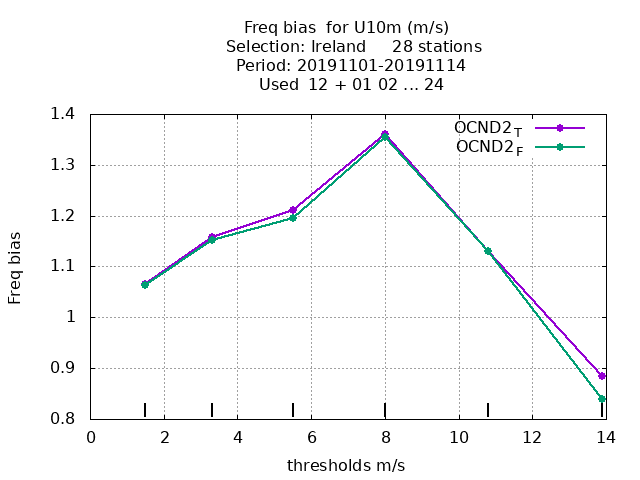 Freq bias  for U10m (m/s)
Selection: Ireland     28 stations
Period: 20191101-20191114
Used  12 + 01 02 ... 24
OCND2T
OCND2F
1.4
1.3
1.2
1.1
1
0.9
0.8
Freq bias
0 2 4 6 8 10 12 14
thresholds m/s